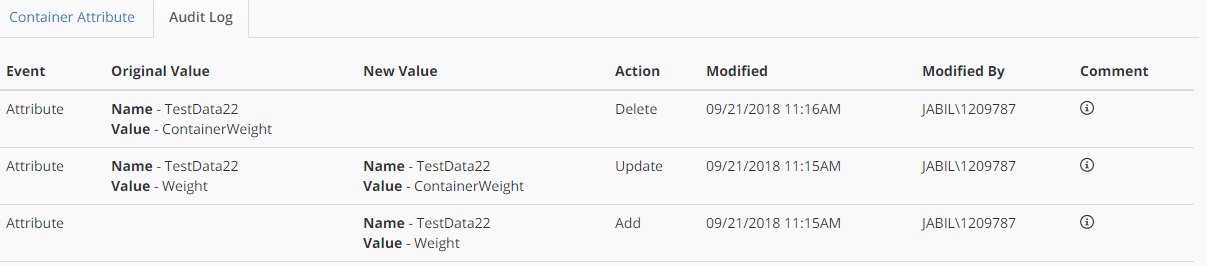 Container Attribute Audit Log
Event Original Value New Value Action Modified Modified By Comment
Attribute Name - TestData22 Delete 09/21/2018 11:16AM JABIL\1209787
Value - ContainerWeight
Attribute Name - TestData22 Name - TestData22 Update 09/21/2018 11:15AM JABIL\1209787
Value - Weight Value - ContainerWeight
Attribute Name - TestData22 Add 09/21/2018 11:15AM JABIL\1209787
Value - Weight